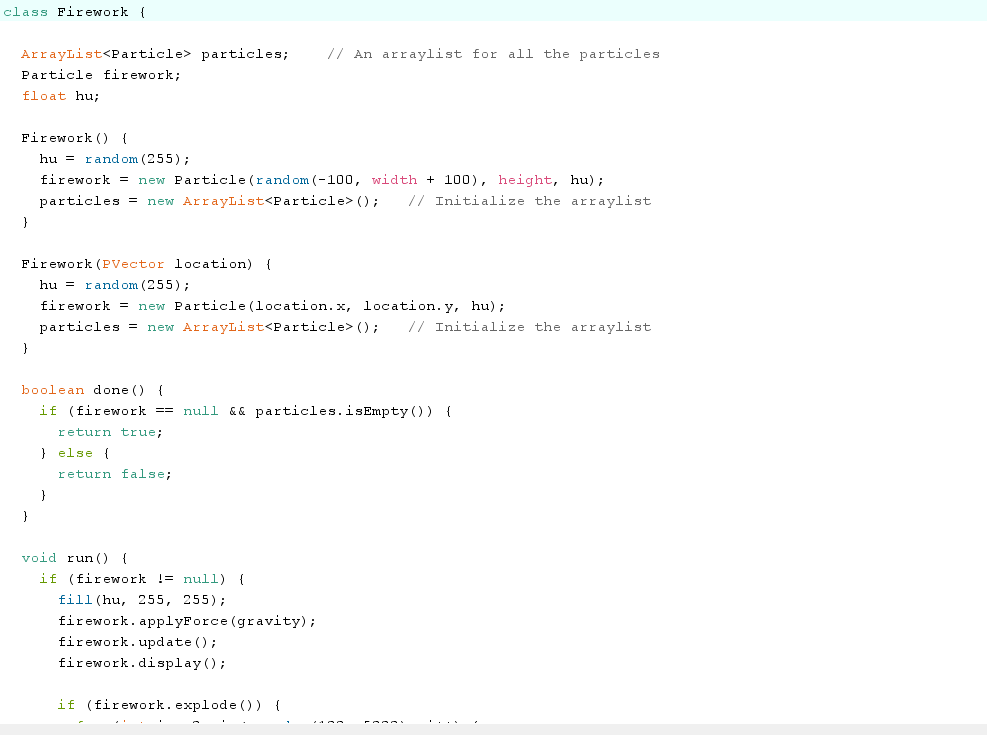 class Firework {
ArrayList<Particle> particles;    // An arraylist for all the particles
Particle firework;
float hu;
Firework() {
hu = random(255);
firework = new Particle(random(-100, width + 100), height, hu);
particles = new ArrayList<Particle>();   // Initialize the arraylist
}
Firework(PVector location) {
hu = random(255);
firework = new Particle(location.x, location.y, hu);
particles = new ArrayList<Particle>();   // Initialize the arraylist
}
boolean done() {
if (firework == null && particles.isEmpty()) {
return true;
} else {
return false;
}
}
void run() {
if (firework != null) {
fill(hu, 255, 255);
firework.applyForce(gravity);
firework.update();
firework.display();
if (firework.explode()) {